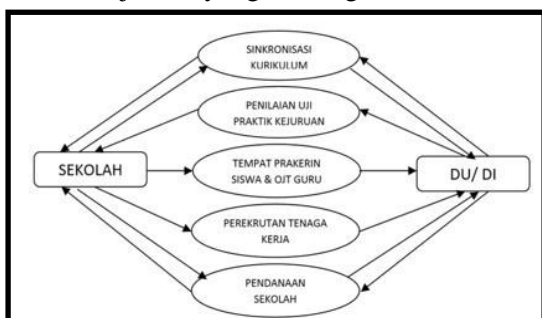 SINKRONISASI
KURIKULUM
PENILAIAN UJI
PRAKTIK KEJURUAN
SEKOLAH
TEMPAT PRAKERIN
SISWA & OJT GURU
DU/ DI
PEREKRUTAN TENAGA
KERJA
PENDANAAN
SEKOLAH